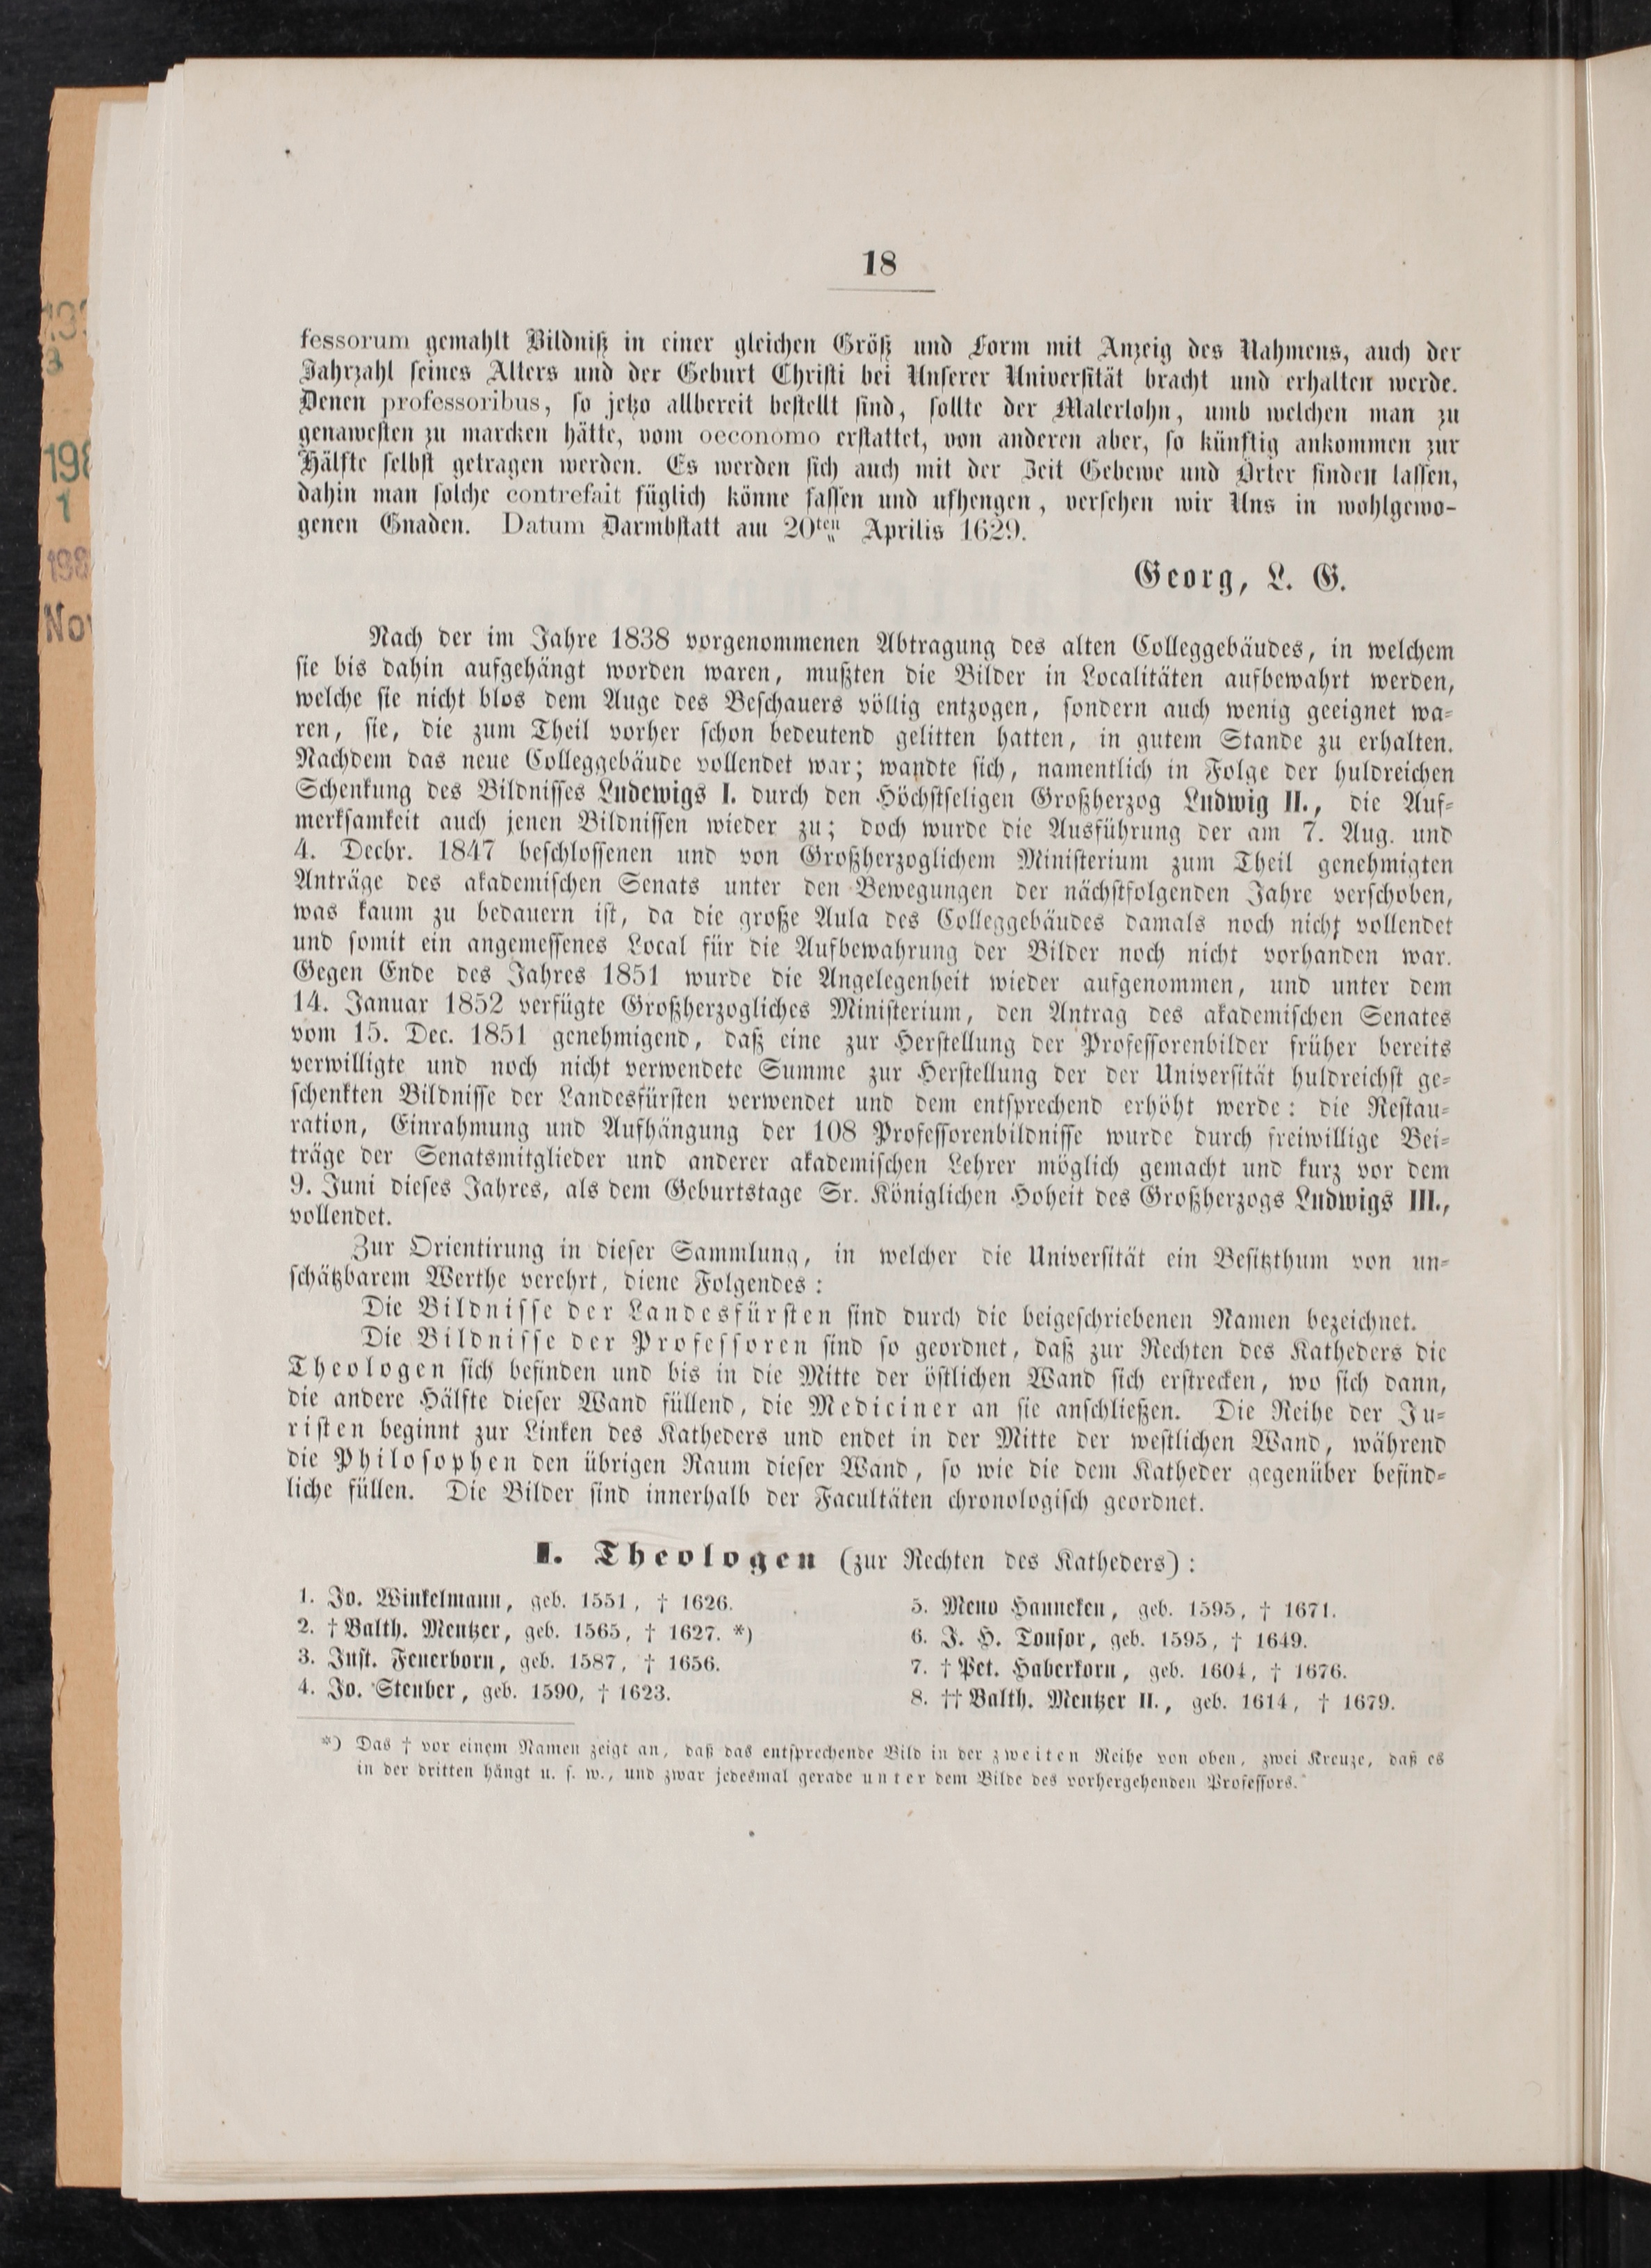 18
fessorum gemahlt Bildniß in einer gleichen Größ und Form mit Anzeig des Nahmens, auch der
Jahrzahl seines Alters und der Geburt Christi bei Unserer Universität bracht und erhalten werde.
Denen professoribus, so jetzo allbereit bestellt sind, sollte der Malerlohn, umb welchen man zu
genawesten zu marcken hätte, vom oeconomo erstattet, von anderen aber, so künftig ankommen zur
Hälfte selbst getragen werden. Es werden sich auch mit der Zeit Gebewe und Örter finden lassen,
dahin man solche contrefait füglich könne fassen und ufhengen, versehen wir Uns in wohlgewo-
genen Gnaden. Datum Darmbstatt am 20ten Aprilis 1629.
Georg, L. G.
Nach der im Jahre 1838 vorgenommenen Abtragung des alten Colleggebäudes, in welchem
sie bis dahin aufgehängt worden waren, mußten die Bilder in Localitäten aufbewahrt werden,
welche sie nicht blos dem Auge des Beschauers völlig entzogen, sondern auch wenig geeignet wa-
ren, sie, die zum Theil vorher schon bedeutend gelitten hatten, in gutem Stande zu erhalten.
Nachdem das neue Colleggebäude vollendet war; wandte sich, namentlich in Folge der huldreichen
Schenkung des Bildnisses Ludewigs I. durch den Höchstseligen Großherzog Ludwig II., die Auf-
merksamkeit auch jenen Bildnissen wieder zu; doch wurde die Ausführung der am 7. Aug. und
4. Decbr. 1847 beschlossenen und von Großherzoglichem Ministerium zum Theil genehmigten
Anträge des akademischen Senats unter den Bewegungen der nächstfolgenden Jahre verschoben,
was kaum zu bedauern ist, da die große Aula des Colleggebäudes damals noch nicht vollendet
und somit ein angemessenes Local für die Aufbewahrung der Bilder noch nicht vorhanden war.
Gegen Ende des Jahres 1851 wurde die Angelegenheit wieder aufgenommen, und unter dem
14. Januar 1852 verfügte Großherzogliches Ministerium, den Antrag des akademischen Senates
vom 15. Dec. 1851 genehmigend, daß eine zur Herstellung der Professorenbilder früher bereits
verwilligte und noch nicht verwendete Summe zur Herstellung der der Universität huldreichst ge-
schenkten Bildnisse der Landesfürsten verwendet und dem entsprechend erhöht werde: die Restau-
ration, Einrahmung und Aufhängung der 108 Professorenbildnisse wurde durch freiwillige Bei-
träge der Senatsmitglieder und anderer akademischen Lehrer möglich gemacht und kurz vor dem
9. Juni dieses Jahres, als dem Geburtstage Sr. Königlichen Hoheit des Großherzogs Ludwigs III.,
vollendet.
Zur Orientirung in dieser Sammlung, in welcher die Universität ein Besitzthum von un-
schätzbarem Werthe verehrt, diene Folgendes:
Die Bildnisse der Landesfürsten sind durch die beigeschriebenen Namen bezeichnet.
Die Bildnisse der Professoren sind so geordnet, daß zur Rechten des Katheders die
Theologen sich befinden und bis in die Mitte der östlichen Wand sich erstrecken, wo sich dann,
die andere Hälfte dieser Wand füllend, die Mediciner an sie anschließen. Die Reihe der Ju-
risten beginnt zur Linken des Katheders und endet in der Mitte der westlichen Wand, während
die Philosophen den übrigen Raum dieser Wand, so wie die dem Katheder gegenüber befind-
liche füllen. Die Bilder sind innerhalb der Facultäten chronologisch geordnet.
I. Theologen (zur Rechten des Katheders):
1. Jo. Winkelmann, geb. 1551, † 1626.
2. † Balth. Mentzer, geb. 1565, † 1627. *)
3. Just. Feuerborn, geb. 1587, † 1656.
4. Jo. Steuber, geb. 1590, † 1623.
5. Meno Hanneken, geb. 1595, † 1671.
6. J. H. Tonsor, geb. 1595, † 1649.
7. † Pet. Haberkorn, geb. 1604, † 1676.
8. †† Balth. Mentzer II., geb. 1614, † 1679.
*) Das † vor einem Namen zeigt an, daß das entsprechende Bild in der zweiten Reihe von oben, zwei Kreuze, daß es
in der dritten hängt u. s. w., und zwar jedesmal gerade unter dem Bilde des vorhergehenden Professors.